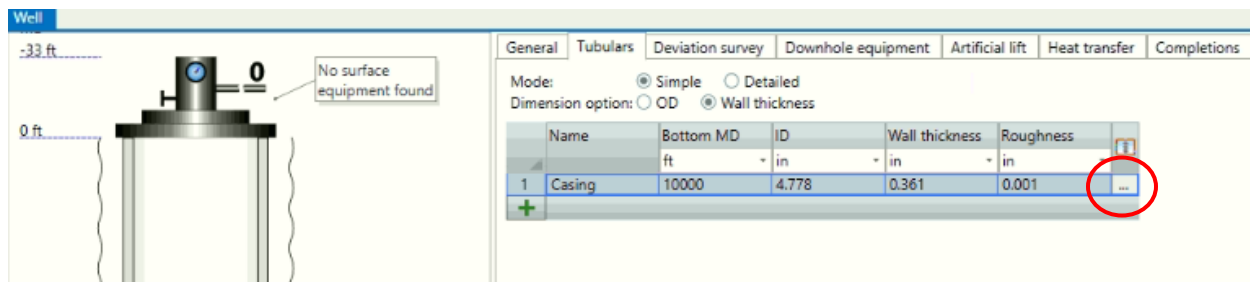 Well
-33 ft
No surface
equipment found
0
0 ft
General Tubulars Deviation survey Downhole equipment Artificial lift Heat transfer Completions
Mode: Simple Detailed
Dimension option: OD Wall thickness
Name Bottom MD ID Wall thickness Roughness
ft in in in
1 Casing 10000 4.778 0.361 0.001 ...